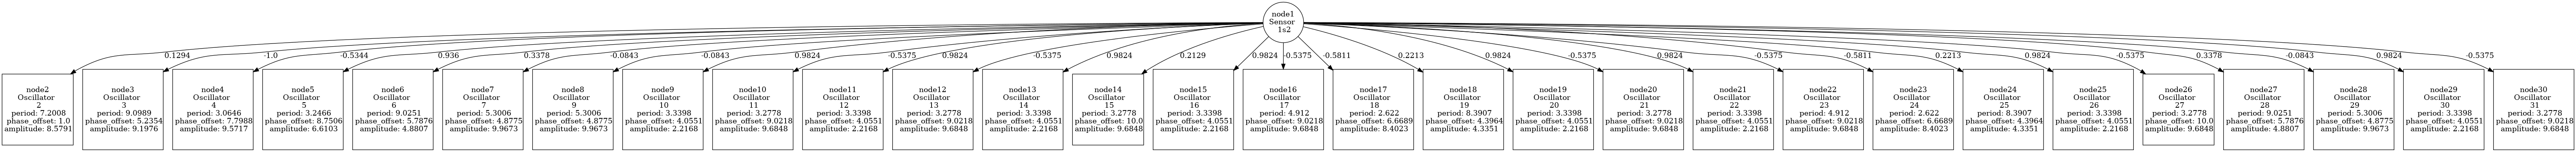 node1
Sensor
1s2
0.1294
-1.0
-0.5344
0.936
0.3378
-0.0843
-0.0843
0.9824
-0.5375
0.9824
-0.5375
0.9824
0.2129
0.9824
-0.5375
-0.5811
0.2213
0.9824
-0.5375
0.9824
-0.5375
-0.5811
0.2213
0.9824
-0.5375
0.3378
-0.0843
0.9824
-0.5375
node2
Oscillator
2
period: 7.2008
phase_offset: 1.0
amplitude: 8.5791
node3
Oscillator
3
period: 9.0989
phase_offset: 5.2354
amplitude: 9.1976
node4
Oscillator
4
period: 3.0646
phase_offset: 7.7988
amplitude: 9.5717
node5
Oscillator
5
period: 3.2466
phase_offset: 8.7506
amplitude: 6.6103
node6
Oscillator
6
period: 9.0251
phase_offset: 5.7876
amplitude: 4.8807
node7
Oscillator
7
period: 5.3006
phase_offset: 4.8775
amplitude: 9.9673
node8
Oscillator
9
period: 5.3006
phase_offset: 4.8775
amplitude: 9.9673
node9
Oscillator
10
period: 3.3398
phase_offset: 4.0551
amplitude: 2.2168
node10
Oscillator
11
period: 3.2778
phase_offset: 9.0218
amplitude: 9.6848
node11
Oscillator
12
period: 3.3398
phase_offset: 4.0551
amplitude: 2.2168
node12
Oscillator
13
period: 3.2778
phase_offset: 9.0218
amplitude: 9.6848
node13
Oscillator
14
period: 3.3398
phase_offset: 4.0551
amplitude: 2.2168
node14
Oscillator
15
period: 3.2778
phase_offset: 10.0
amplitude: 9.6848
node15
Oscillator
16
period: 3.3398
phase_offset: 4.0551
amplitude: 2.2168
node16
Oscillator
17
period: 4.912
phase_offset: 9.0218
amplitude: 9.6848
node17
Oscillator
18
period: 2.622
phase_offset: 6.6689
amplitude: 8.4023
node18
Oscillator
19
period: 8.3907
phase_offset: 4.3964
amplitude: 4.3351
node19
Oscillator
20
period: 3.3398
phase_offset: 4.0551
amplitude: 2.2168
node20
Oscillator
21
period: 3.2778
phase_offset: 9.0218
amplitude: 9.6848
node21
Oscillator
22
period: 3.3398
phase_offset: 4.0551
amplitude: 2.2168
node22
Oscillator
23
period: 4.912
phase_offset: 9.0218
amplitude: 9.6848
node23
Oscillator
24
period: 2.622
phase_offset: 6.6689
amplitude: 8.4023
node24
Oscillator
25
period: 8.3907
phase_offset: 4.3964
amplitude: 4.3351
node25
Oscillator
26
period: 3.3398
phase_offset: 4.0551
amplitude: 2.2168
node26
Oscillator
27
period: 3.2778
phase_offset: 10.0
amplitude: 9.6848
node27
Oscillator
28
period: 9.0251
phase_offset: 5.7876
amplitude: 4.8807
node28
Oscillator
29
period: 5.3006
phase_offset: 4.8775
amplitude: 9.9673
node29
Oscillator
30
period: 3.3398
phase_offset: 4.0551
amplitude: 2.2168
node30
Oscillator
31
period: 3.2778
phase_offset: 9.0218
amplitude: 9.6848